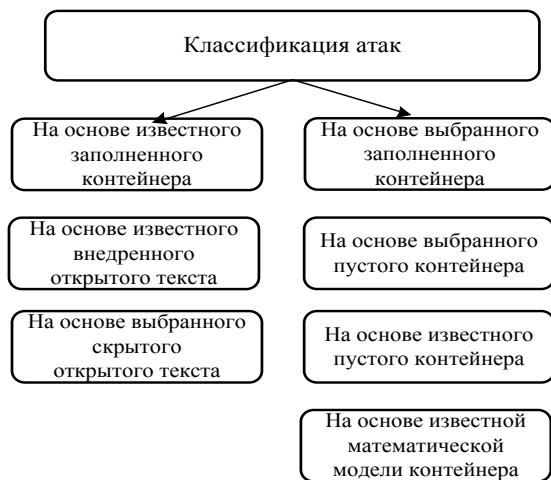 Классификация атак
На основе известного
заполненного
контейнера
На основе выбранного
заполненного
контейнера
На основе известного
внедренного
открытого текста
На основе выбранного
пустого контейнера
На основе выбранного
скрытого
открытого текста
На основе известного
пустого контейнера
На основе известной
математической
модели контейнера